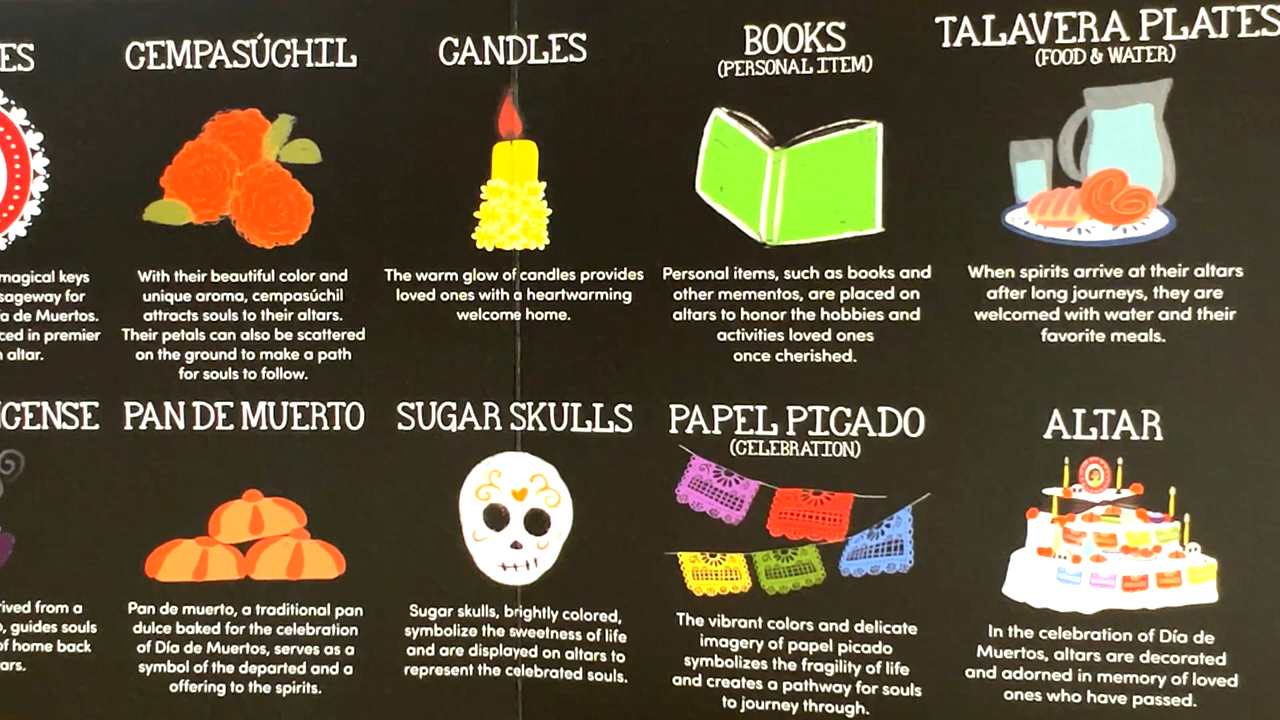 ES
magical keys
sageway for
a de Muertos.
ced in premier
altar.
CEMPASÚCHIL
With their beautiful color and
unique aroma, cempasúchil
attracts souls to their altars.
Their petals can also be scattered
on the ground to make a path
for souls to follow.
CANDLES
The warm glow of candles provides
loved ones with a heartwarming
welcome home.
BOOKS
(PERSONAL ITEM)
Personal items, such as books and
other mementos, are placed on
altars to honor the hobbies and
activities loved ones
once cherished.
TALAVERA PLATES
(FOOD & WATER)
When spirits arrive at their altars
after long journeys, they are
welcomed with water and their
favorite meals.
CENSE
rived from a
, guides souls
of home back
ars.
PAN DE MUERTO
Pan de muerto, a traditional pan
dulce baked for the celebration
of Día de Muertos, serves as a
symbol of the departed and a
offering to the spirits.
SUGAR SKULLS
Sugar skulls, brightly colored,
symbolize the sweetness of life
and are displayed on altars to
represent the celebrated souls.
PAPEL PICADO
(CELEBRATION)
The vibrant colors and delicate
imagery of papel picado
symbolizes the fragility of life
and creates a pathway for souls
to journey through.
ALTAR
In the celebration of Día de
Muertos, altars are decorated
and adorned in memory of loved
ones who have passed.